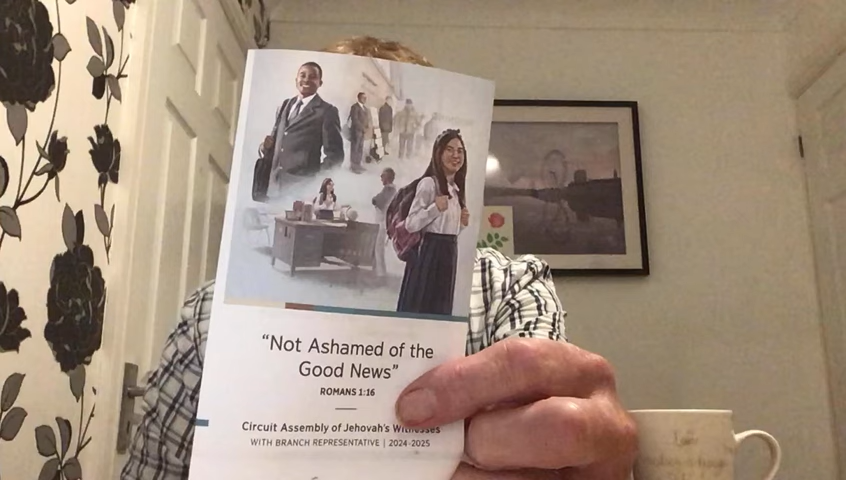 “Not Ashamed of the
Good News”
ROMANS 1:16
Circuit Assembly of Jehovah's Witnesses
WITH BRANCH REPRESENTATIVE | 2024-2025